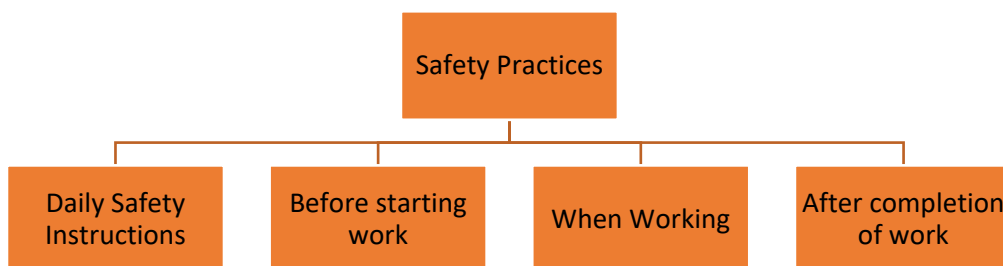 Safety Practices
Daily Safety
Instructions
Before starting
work
When Working
After completion
of work